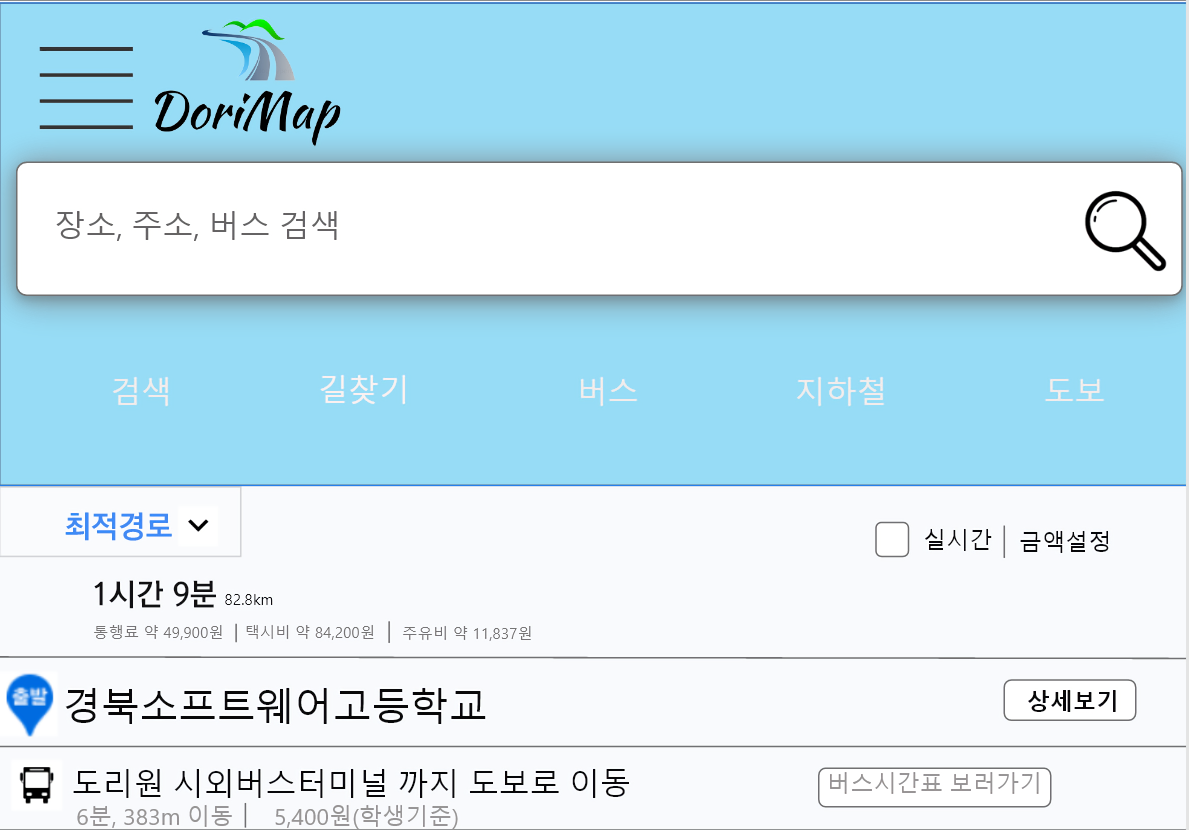 DoriMap
장소, 주소, 버스 검색
검색 길찾기 버스 지하철 도보
최적경로 실시간 | 금액설정
1시간 9분 82.8km
통행료 약 49,900원 | 택시비 약 84,200원 | 주유비 약 11,837원
출발 경북소프트웨어고등학교 상세보기
도리원 시외버스터미널 까지 도보로 이동 버스시간표 보러가기
6분, 383m 이동 | 5,400원(학생기준)